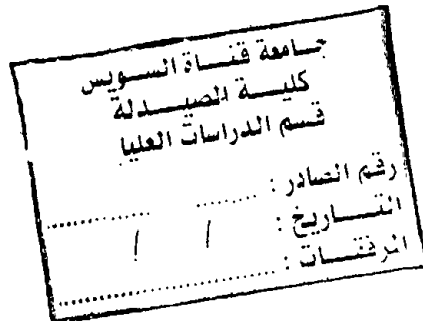 جامعة قناة السويس
كلية الصيدلة
قسم الدراسات العليا
رقم الصادر : ........
التاريخ :   /   /
المرفقات : ........................